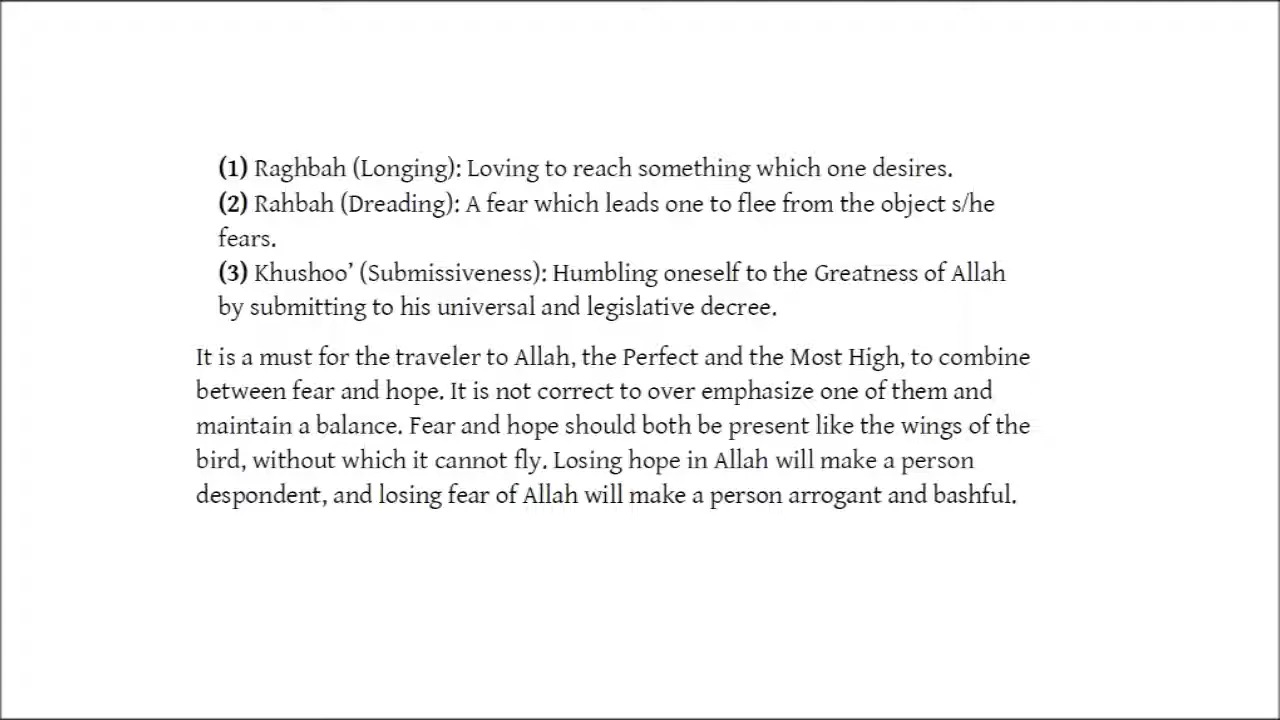 (1) Raghbah (Longing): Loving to reach something which one desires.
(2) Rahbah (Dreading): A fear which leads one to flee from the object s/he
fears.
(3) Khushoo’ (Submissiveness): Humbling oneself to the Greatness of Allah
by submitting to his universal and legislative decree.
It is a must for the traveler to Allah, the Perfect and the Most High, to combine
between fear and hope. It is not correct to over emphasize one of them and
maintain a balance. Fear and hope should both be present like the wings of the
bird, without which it cannot fly. Losing hope in Allah will make a person
despondent, and losing fear of Allah will make a person arrogant and bashful.